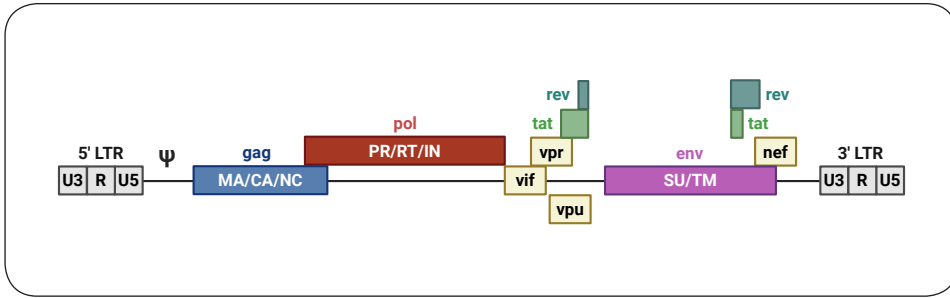 rev
rev
pol
tat
tat
5' LTR
Ψ
gag
PR/RT/IN
vpr
env
nef
3' LTR
U3 R U5
MA/CA/NC
vif
SU/TM
U3 R U5
vpu